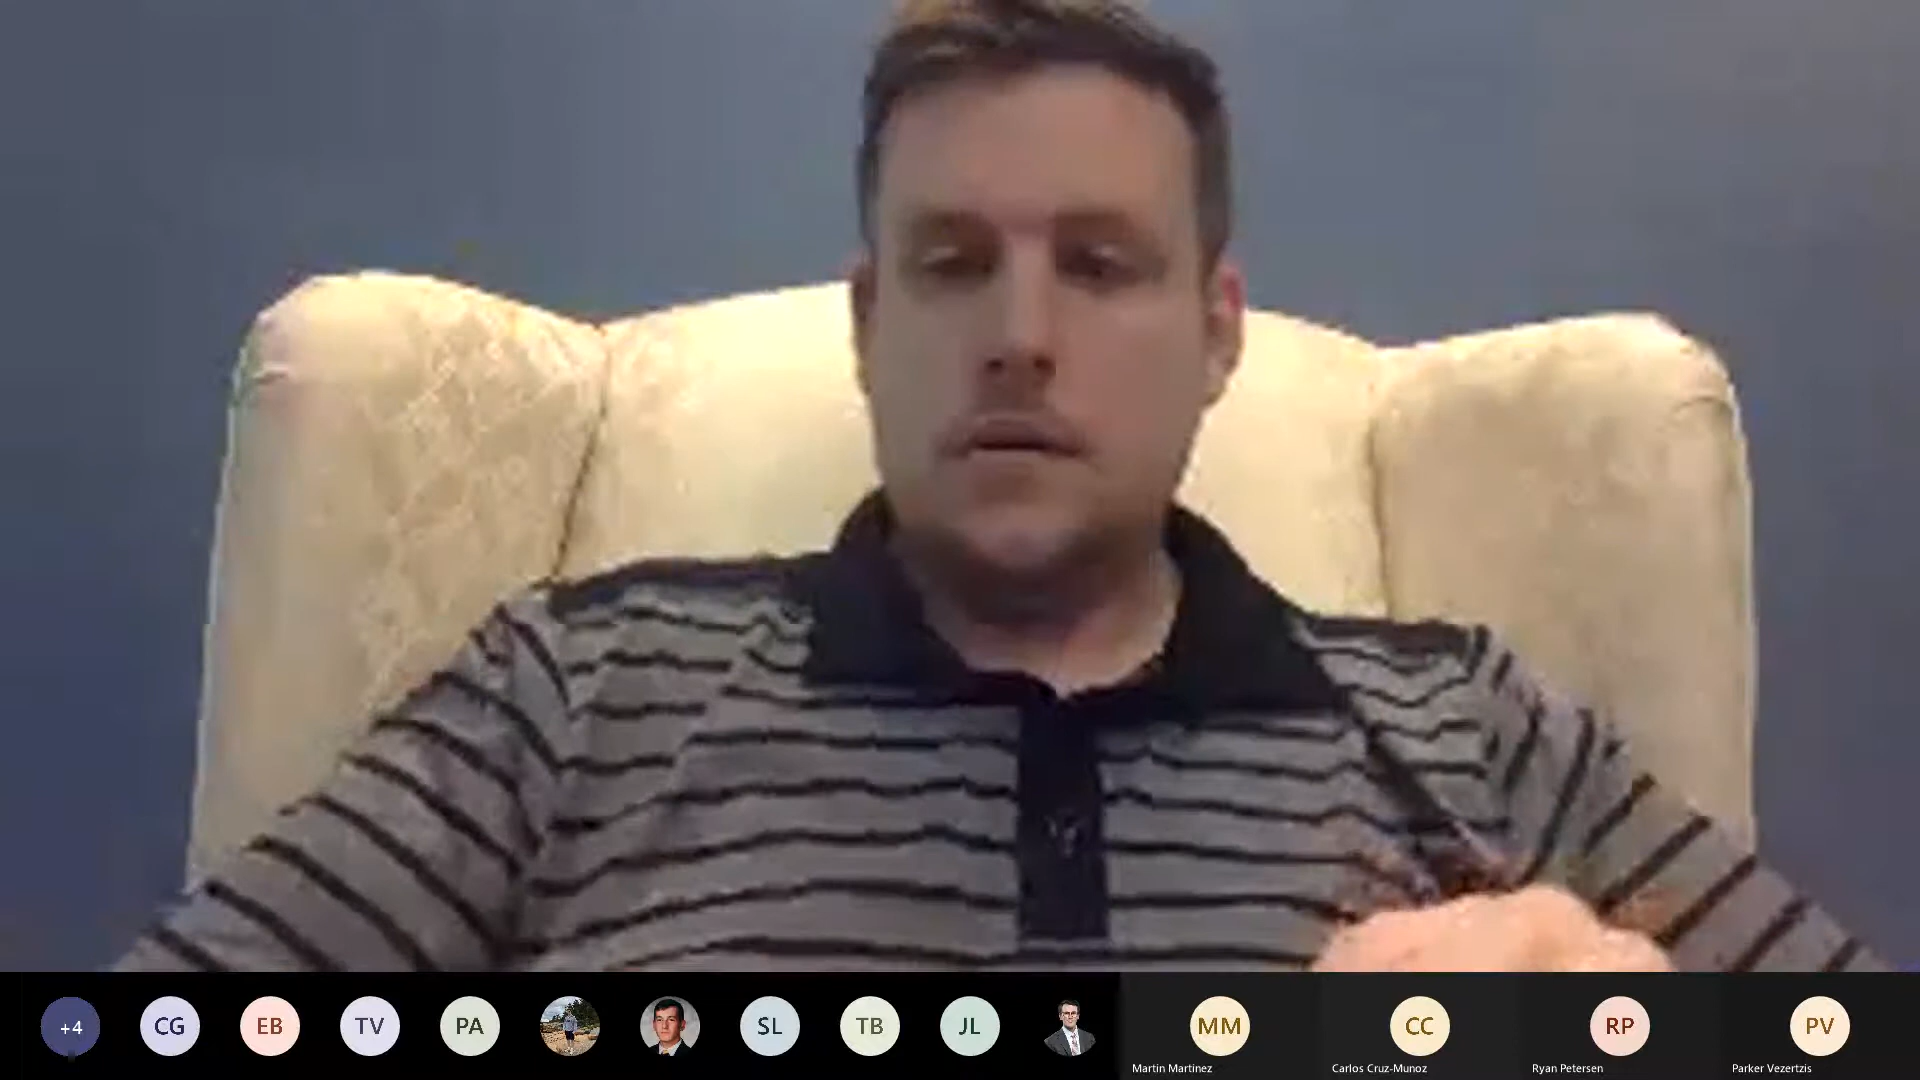 +4
CG
EB
TV
PA
SL
TB
JL
MM
CC
RP
PV
Martin Martinez
Carlos Cruz-Munoz
Ryan Petersen
Parker Vezertzis